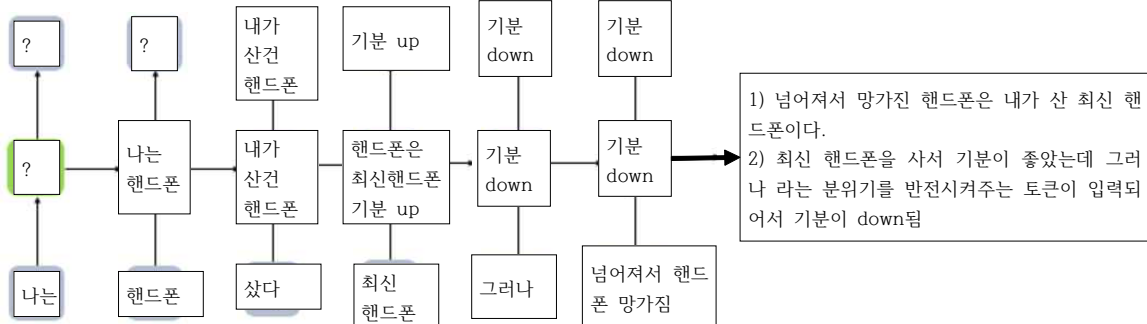 ?
?
내가
산건
핸드폰
기분 up
기분
down
기분
down
?
나는
핸드폰
내가
산건
핸드폰
핸드폰은
최신핸드폰
기분 up
기분
down
기분
down
1) 넘어져서 망가진 핸드폰은 내가 산 최신 핸
드폰이다.
2) 최신 핸드폰을 사서 기분이 좋았는데 그러
나 라는 분위기를 반전시켜주는 토큰이 입력되
어서 기분이 down됨
나는
핸드폰
샀다
최신
핸드폰
그러나
넘어져서 핸드
폰 망가짐